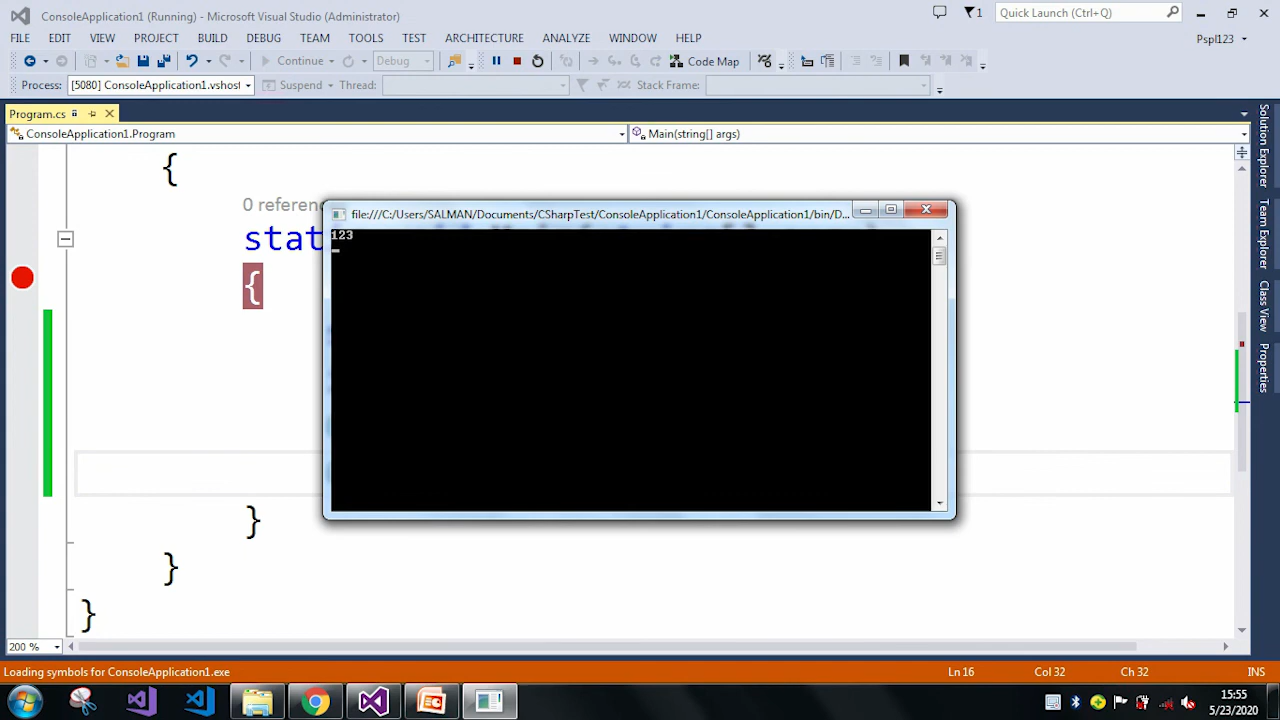 ConsoleApplication1 (Running) - Microsoft Visual Studio (Administrator)
1
Quick Launch (Ctrl+Q)
FILE EDIT VIEW PROJECT BUILD DEBUG TEAM TOOLS TEST ARCHITECTURE ANALYZE WINDOW HELP
Pspl123
Continue Debug Code Map
Process: [5080] ConsoleApplication1.vshost Suspend Thread: Stack Frame:
Program.cs
ConsoleApplication1.Program Main(string[] args)
{
0 referenc
stat
{
file:///C:/Users/SALMAN/Documents/CSharpTest/ConsoleApplication1/ConsoleApplication1/bin/D...
123
}
}
}
Solution Explorer
Team Explorer
Class View
Properties
200 %
Loading symbols for ConsoleApplication1.exe Ln 16 Col 32 Ch 32 INS
15:55
5/23/2020